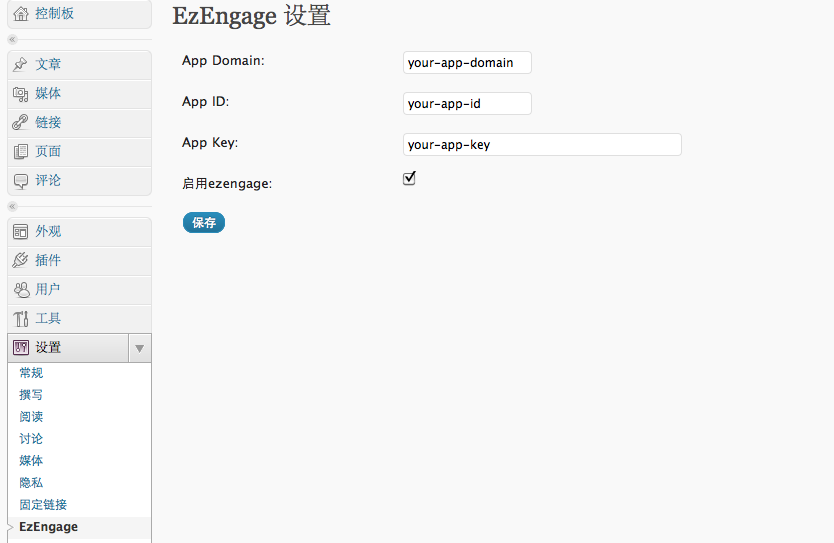 控制板
文章
媒体
链接
页面
评论
外观
插件
用户
工具
设置
常规
撰写
阅读
讨论
媒体
隐私
固定链接
EzEngage
EzEngage 设置
App Domain: your-app-domain
App ID: your-app-id
App Key: your-app-key
启用ezengage:
保存